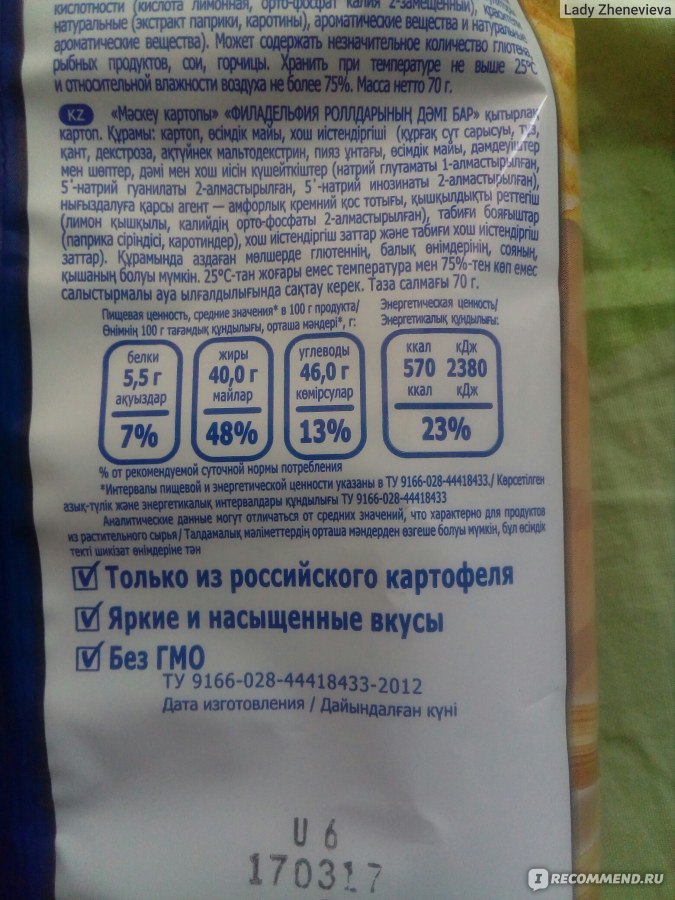 Lady Zhenevieva
кислотности (кислота лимонная, орто-фосфат калия 2-замещенный), красители
натуральные (экстракт паприки, каротины), ароматические вещества и натуральные
ароматические вещества). Может содержать незначительное количество глютена,
рыбных продуктов, сои, горчицы. Хранить при температуре не выше 25°С
и относительной влажности воздуха не более 75%. Масса нетто 70 г.
KZ «Мәскеу картопы» «ФИЛАДЕЛЬФИЯ РОЛЛДАРЫНЫҢ ДӘМІ БАР» қытырлақ
картоп. Құрамы: картоп, өсімдік майы, хош иістендіргіші (құрғақ сүт сарысуы, тұз,
қант, декстроза, ақтүйнек мальтодекстрин, пияз ұнтағы, өсімдік майы, дәмдеуіштер
мен шөптер, дәмі мен хош иісін күшейткіштер (натрий глутаматы 1-алмастырылған,
5'-натрий гуанилаты 2-алмастырылған, 5'-натрий инозинаты 2-алмастырылған),
нығыздалуға қарсы агент — амфорлық кремний қос тотығы, қышқылдықты реттегіш
(лимон қышқылы, калийдің орто-фосфаты 2-алмастырылған), табиғи бояғыштар
(паприка сіріндісі, каротиндер), хош иістендіргіш заттар және табиғи хош иістендіргіш
заттар). Құрамында аздаған мөлшерде глютеннің, балық өнімдерінің, сояның,
қышаның болуы мүмкін. 25°С-тан жоғары емес температура мен 75%-тен көп емес
салыстырмалы ауа ылғалдылығында сақтау керек. Таза салмағы 70 г.
Пищевая ценность, средние значения* в 100 г продукта/
Өнімнің 100 г тағамдық құндылығы, орташа мәндері*, г:
Энергетическая ценность/
Энергетикалық құндылығы:
белки
5,5 г
ақуыздар
7%
жиры
40,0 г
майлар
48%
углеводы
46,0 г
көмірсулар
13%
ккал кДж
570 2380
ккал кДж
23%
% от рекомендуемой суточной нормы потребления
*Интервалы пищевой и энергетической ценности указаны в ТУ 9166-028-44418433./ Көрсетілген
азық-түлік және энергетикалық интервалдары құндылығы ТУ 9166-028-44418433
Аналитические данные могут отличаться от средних значений, что характерно для продуктов
из растительного сырья/ Талдамалық мәліметтердің орташа мәндерден өзгеше болуы мүмкін, бұл өсімдік
текті шикізат өнімдеріне тән
Только из российского картофеля
Яркие и насыщенные вкусы
Без ГМО
ТУ 9166-028-44418433-2012
Дата изготовления / Дайындалған күні
U 6
170317
IRECOMMEND.RU